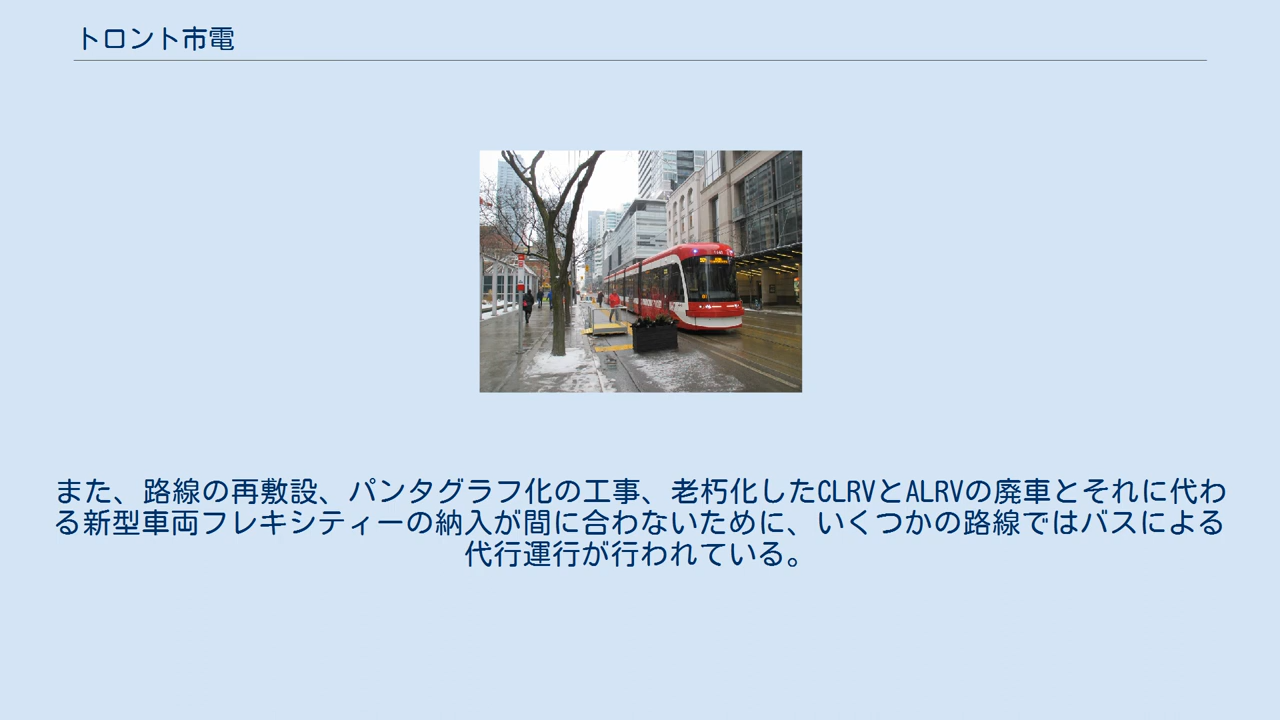 トロント市電
また、路線の再敷設、パンタグラフ化の工事、老朽化したCLRVとALRVの廃車とそれに代わ
る新型車両フレキシティーの納入が間に合わないために、いくつかの路線ではバスによる
代行運行が行われている。